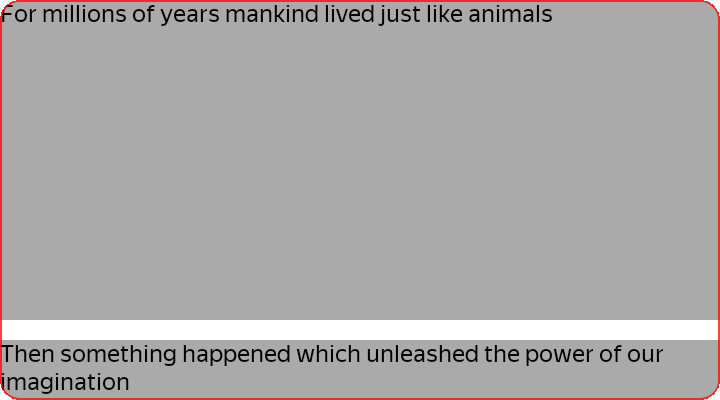 For millions of years mankind lived just like animals
Then something happened which unleashed the power of our
imagination